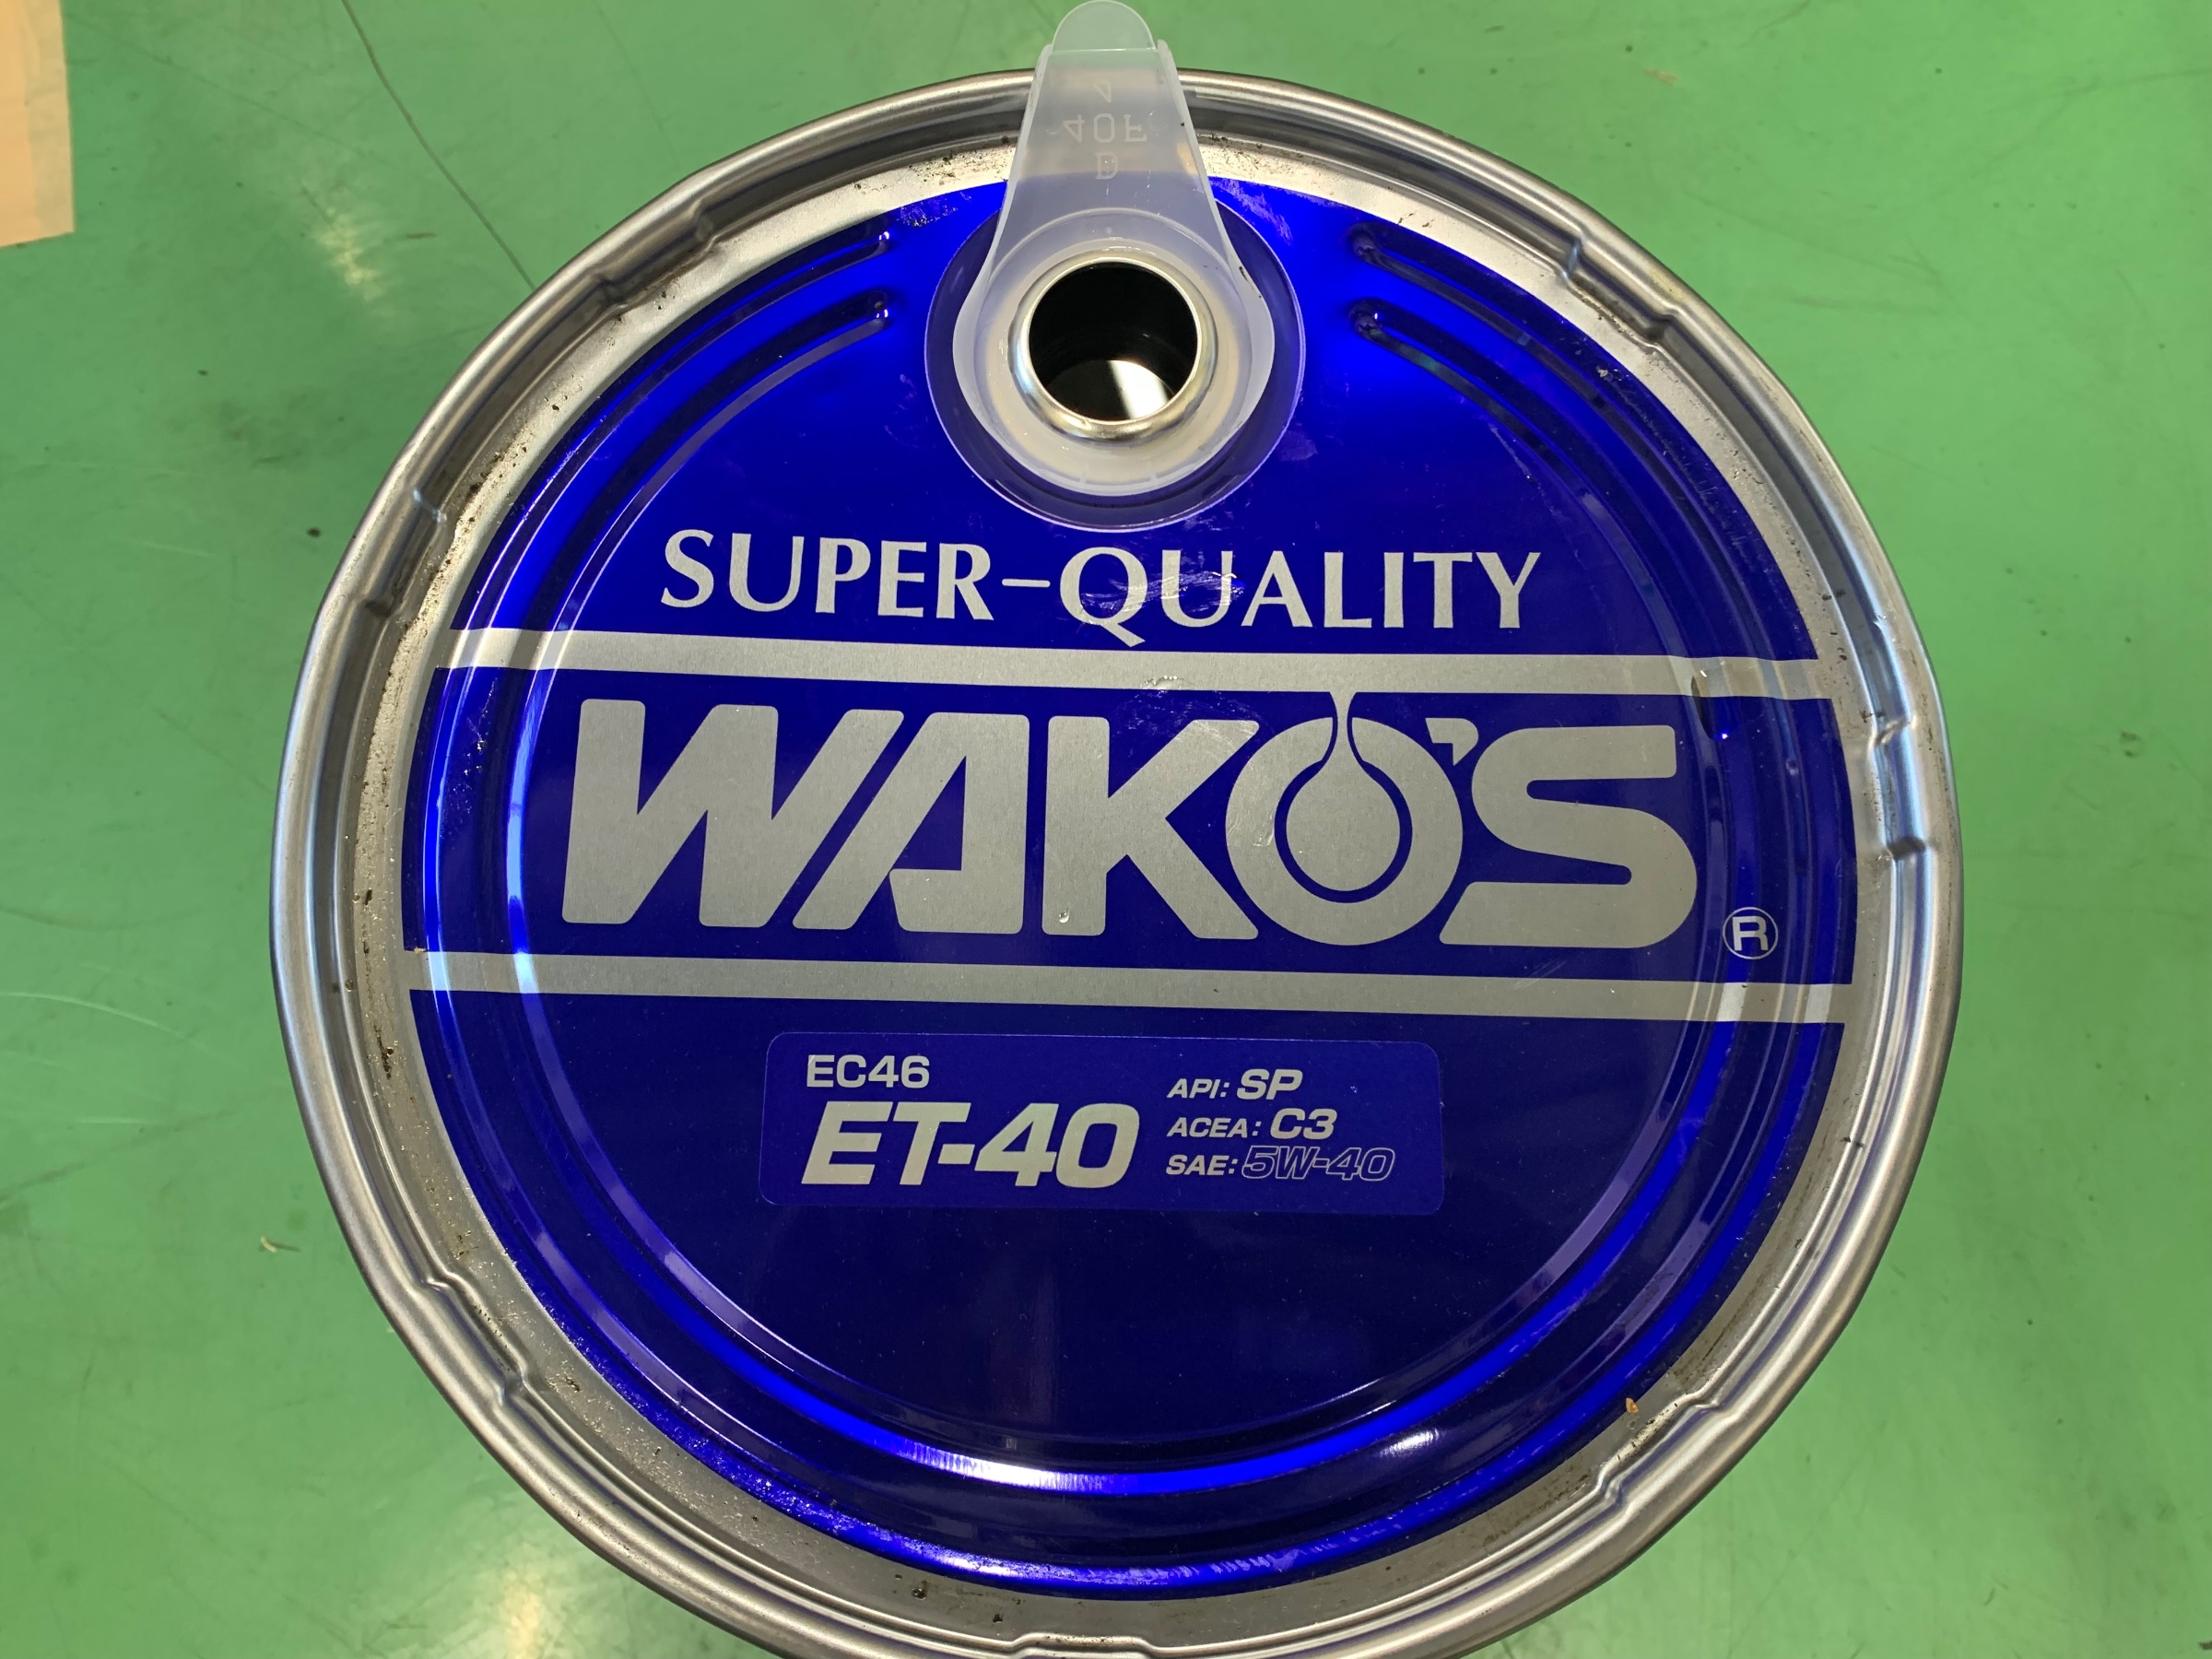 SUPER-QUALITY
WAKO'S
®
EC46
ET-40
API: SP
ACEA: C3
SAE: 5W-40